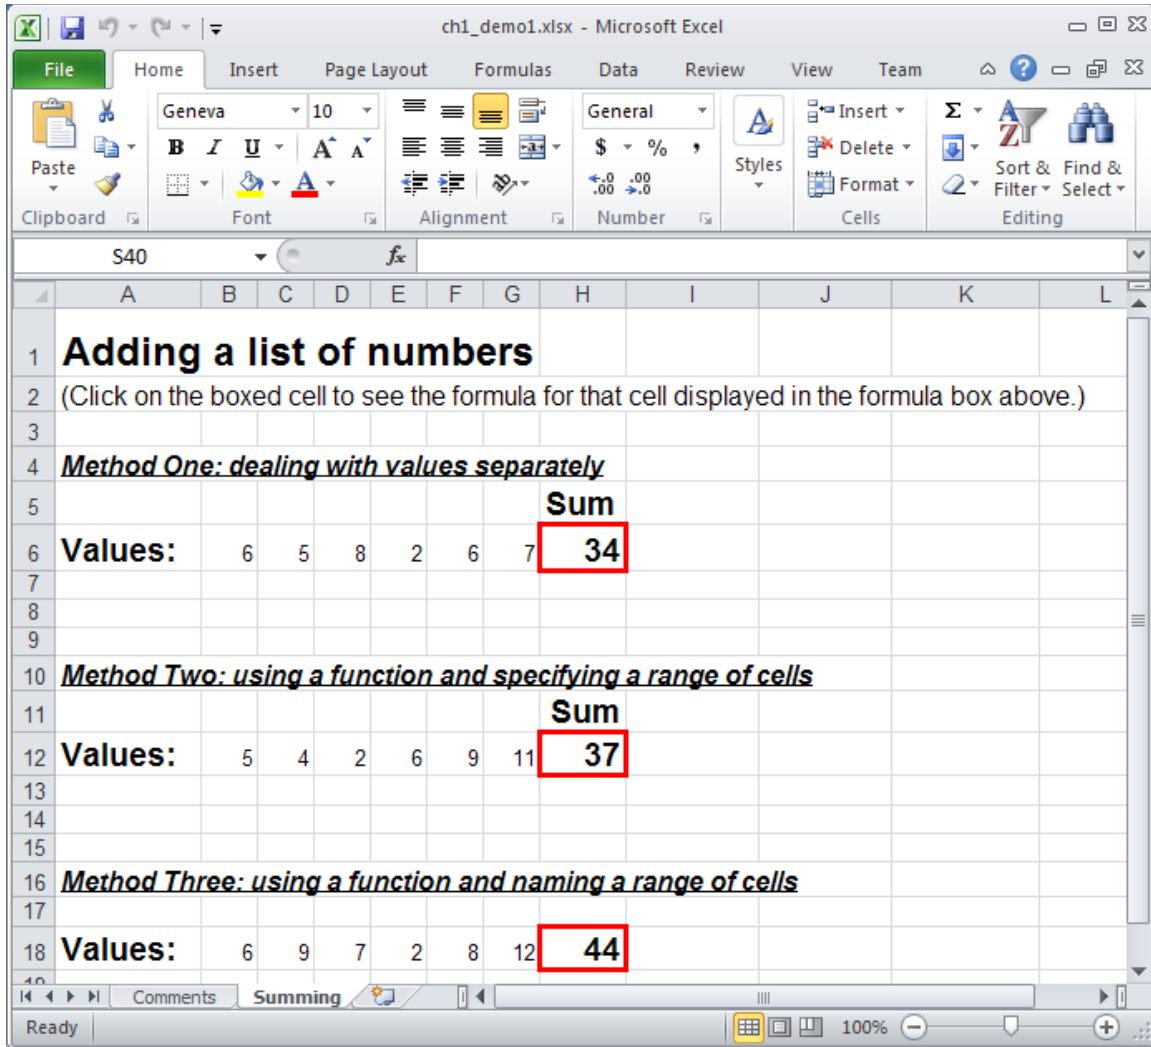 ch1_demo1.xlsx - Microsoft Excel
File Home Insert Page Layout Formulas Data Review View Team
Geneva 10 General Insert Σ
B I U A A $ % , Delete
Paste Styles Sort & Find &
A .00 .0 .00 .0 Format Filter Select
Clipboard Font Alignment Number Cells Editing
S40 fx
A B C D E F G H I J K L
1 Adding a list of numbers
2 (Click on the boxed cell to see the formula for that cell displayed in the formula box above.)
3
4 Method One: dealing with values separately
5 Sum
6 Values: 6 5 8 2 6 7 34
7
8
9
10 Method Two: using a function and specifying a range of cells
11 Sum
12 Values: 5 4 2 6 9 11 37
13
14
15
16 Method Three: using a function and naming a range of cells
17
18 Values: 6 9 7 2 8 12 44
19
Comments Summing
Ready 100%